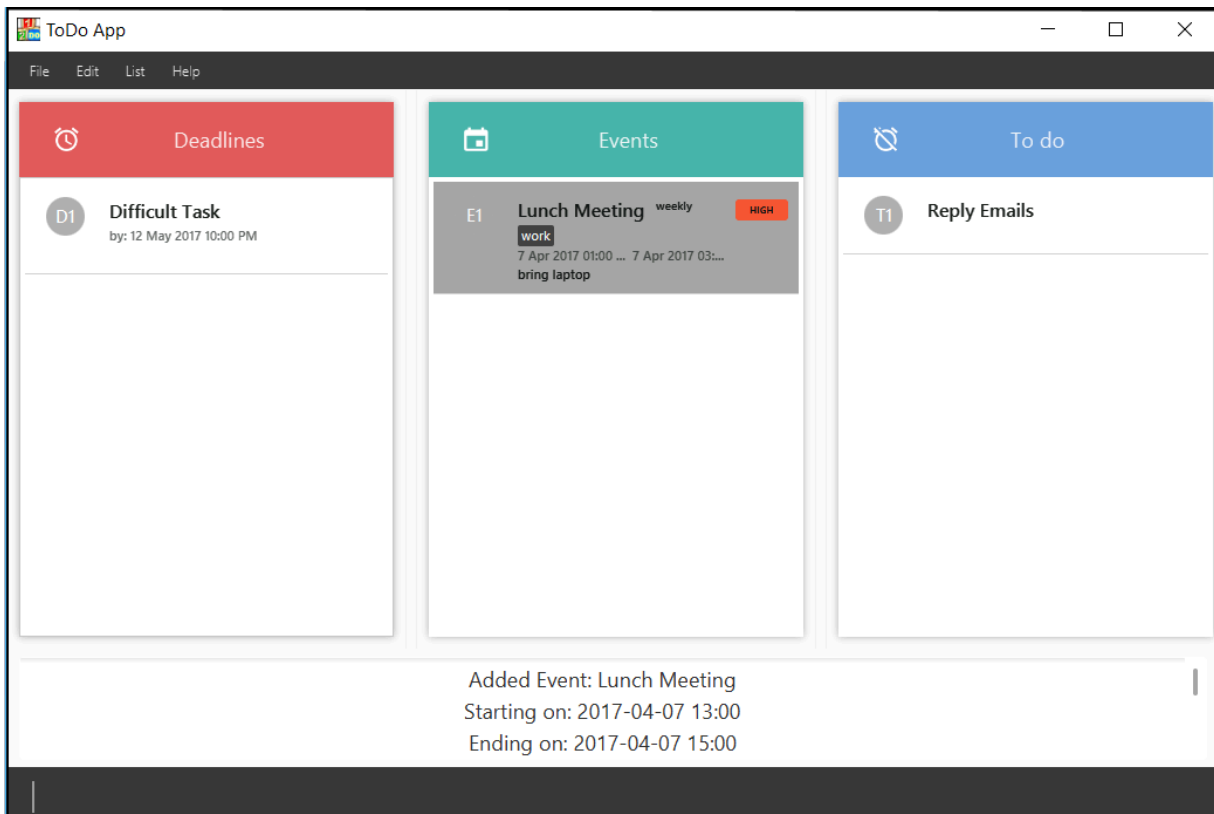 ToDo App
File Edit List Help
Deadlines
D1
Difficult Task
by: 12 May 2017 10:00 PM
Events
E1
Lunch Meeting weekly HIGH
work
7 Apr 2017 01:00 ... 7 Apr 2017 03:...
bring laptop
To do
T1
Reply Emails
Added Event: Lunch Meeting
Starting on: 2017-04-07 13:00
Ending on: 2017-04-07 15:00